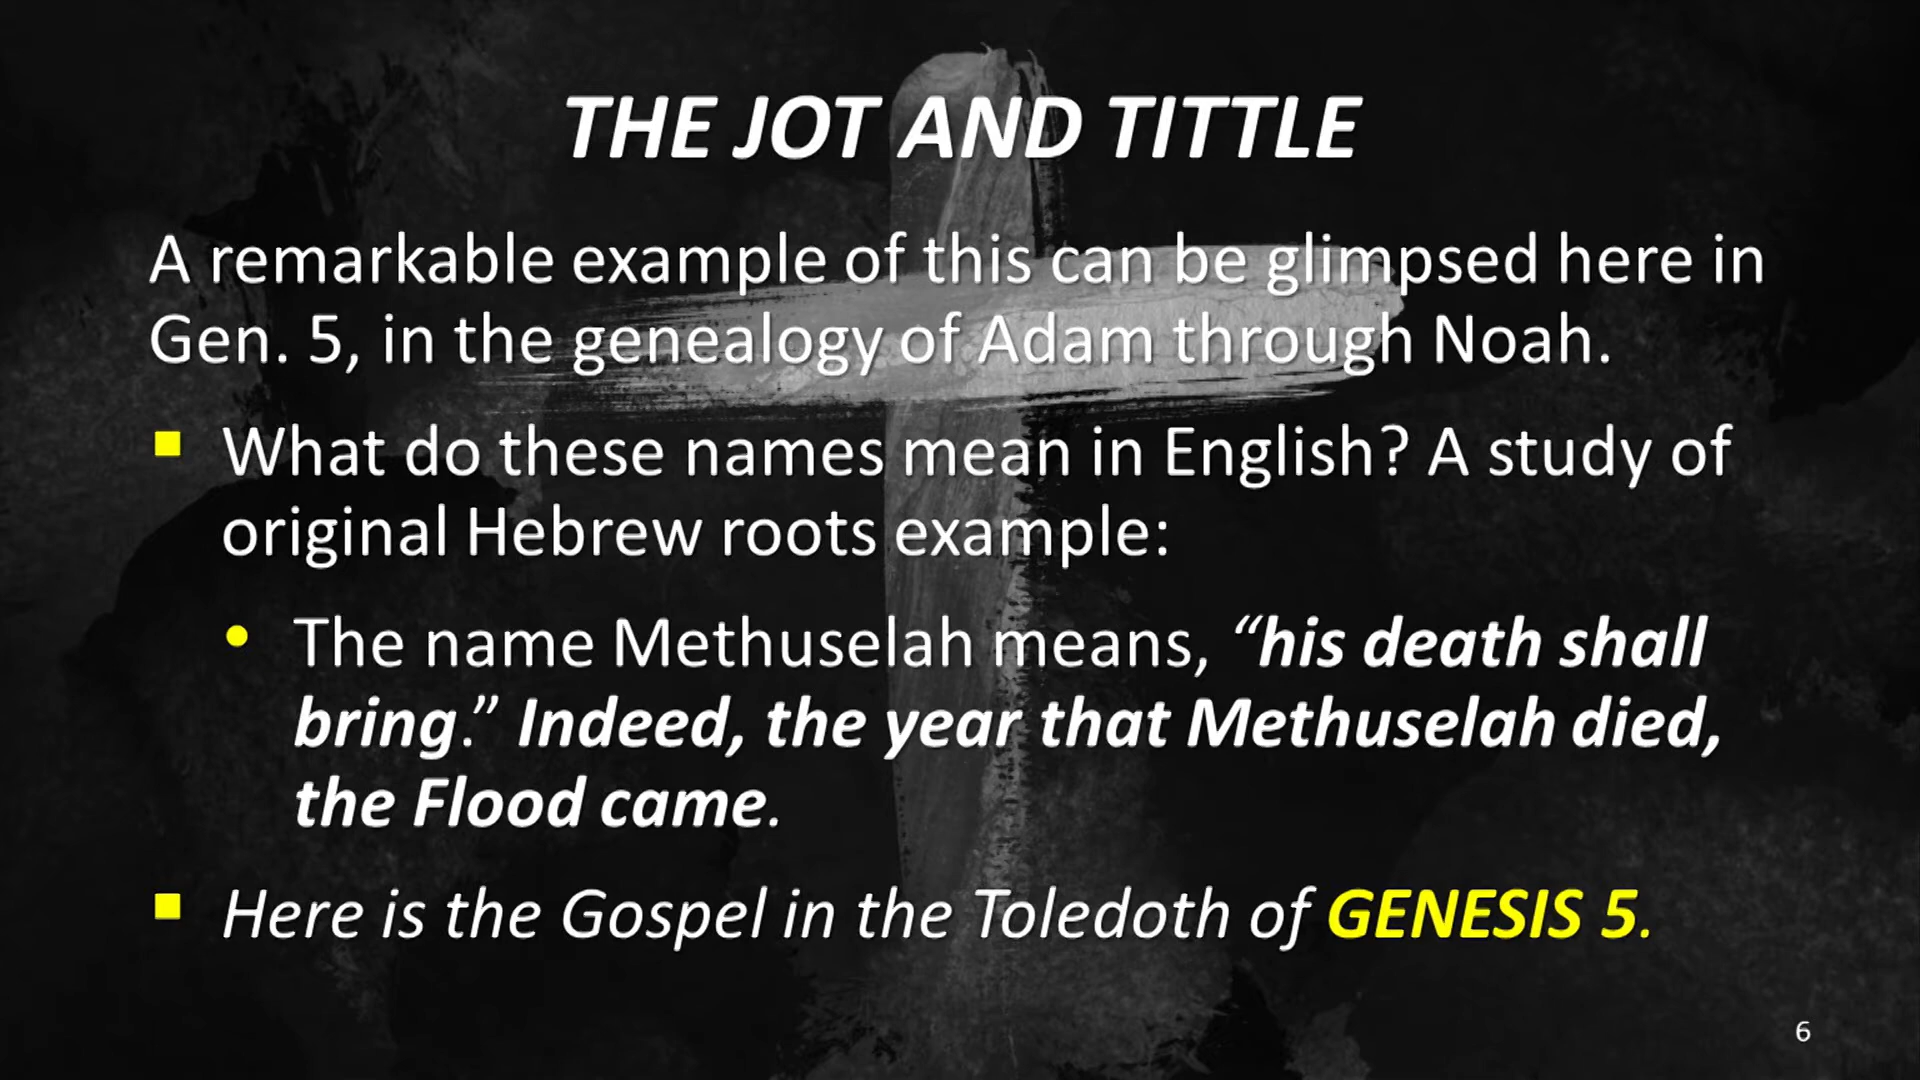 THE JOT AND TITTLE
A remarkable example of this can be glimpsed here in
Gen. 5, in the genealogy of Adam through Noah.
▪ What do these names mean in English? A study of
original Hebrew roots example:
• The name Methuselah means, “his death shall
bring.” Indeed, the year that Methuselah died,
the Flood came.
▪ Here is the Gospel in the Toledoth of GENESIS 5.
6